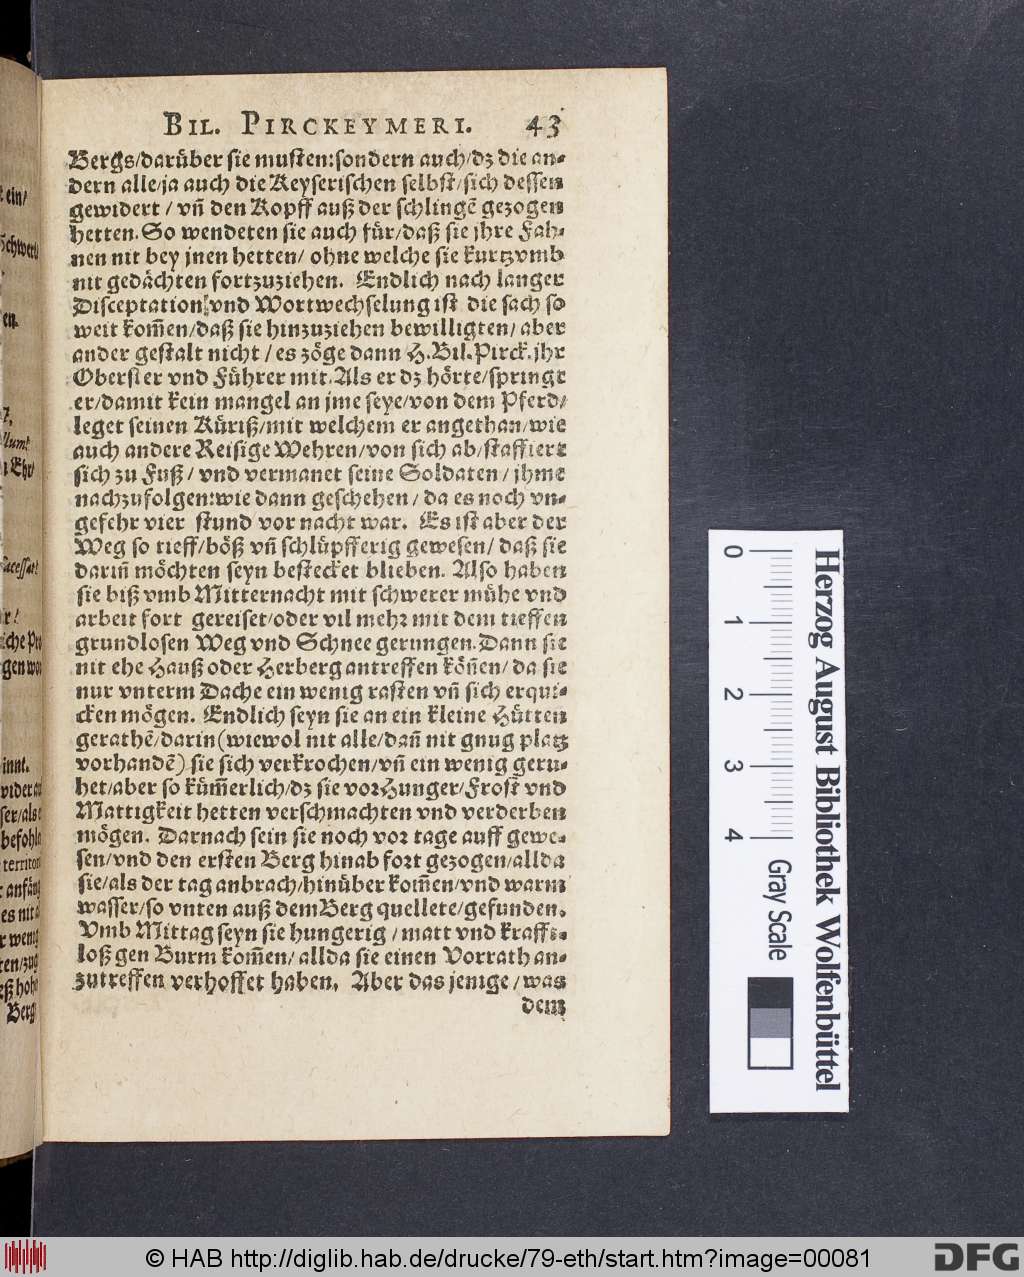 BIL. PIRCKEYMERI. 43
Bergs/darüber sie musten: sondern auch/dz die an-
dern alle/ja auch die Keyserischen selbst/sich dessen
gewidert / vñ den Kopff auß der schlingẽ gezogen
hetten. So wendeten sie auch für/daß sie jhre Fah-
nen nit bey jnen hetten/ ohne welche sie kurtzvmb
nit gedächten fortzuziehen. Endlich nach langer
Disceptation/vnd Wortwechselung ist die sach so
weit kom̃en/daß sie hinzuziehen bewilligten/ aber
ander gestalt nicht / es zöge dann H. Bil. Pirck. jhr
Oberster vnd Führer mit. Als er dz hörte/springt
er/damit kein mangel an jme seye/von dem Pferd/
leget seinen Küriß/mit welchem er angethan/wie
auch andere Reisige Wehren/von sich ab/staffiert
sich zu Fuß / vnd vermanet seine Soldaten / jhme
nachzufolgen: wie dann geschehen / da es noch vn-
gefehr vier stund vor nacht war. Es ist aber der
Weg so tieff/böß vñ schlüpfferig gewesen/ daß sie
dariñ möchten seyn bestecket blieben. Also haben
sie biß vmb Mitternacht mit schwerer mühe vnd
arbeit fort gereiset/oder vil mehr mit dem tieffen
grundlosen Weg vnd Schnee gerungen. Dann sie
nit ehe Hauß oder Herberg antreffen köñen/ da sie
nur vnterm Dache ein wenig rasten vñ sich erqui-
cken mögen. Endlich seyn sie an ein kleine Hütten
gerathẽ/darin (wiewol nit alle/dañ nit gnug platz
vorhandẽ) sie sich verkrochen/vñ ein wenig geru-
het/aber so küm̃erlich/dz sie vor Hunger/Frost vnd
Mattigkeit hetten verschmachten vnd verderben
mögen. Darnach sein sie noch vor tage auff gewe-
sen/vnd den ersten Berg hinab fort gezogen/allda
sie/als der tag anbrach/hinüber kom̃en/vnd warm
wasser/so vnten auß dem Berg quellete/gefunden.
Vmb Mittag seyn sie hungerig / matt vnd krafft-
loß gen Burm kom̃en/ allda sie einen Vorrath an-
zutreffen verhoffet haben. Aber das jenige / was
dem
0 1 2 3 4
Gray Scale
Herzog August Bibliothek Wolfenbüttel
© HAB http://diglib.hab.de/drucke/79-eth/start.htm?image=00081
DFG